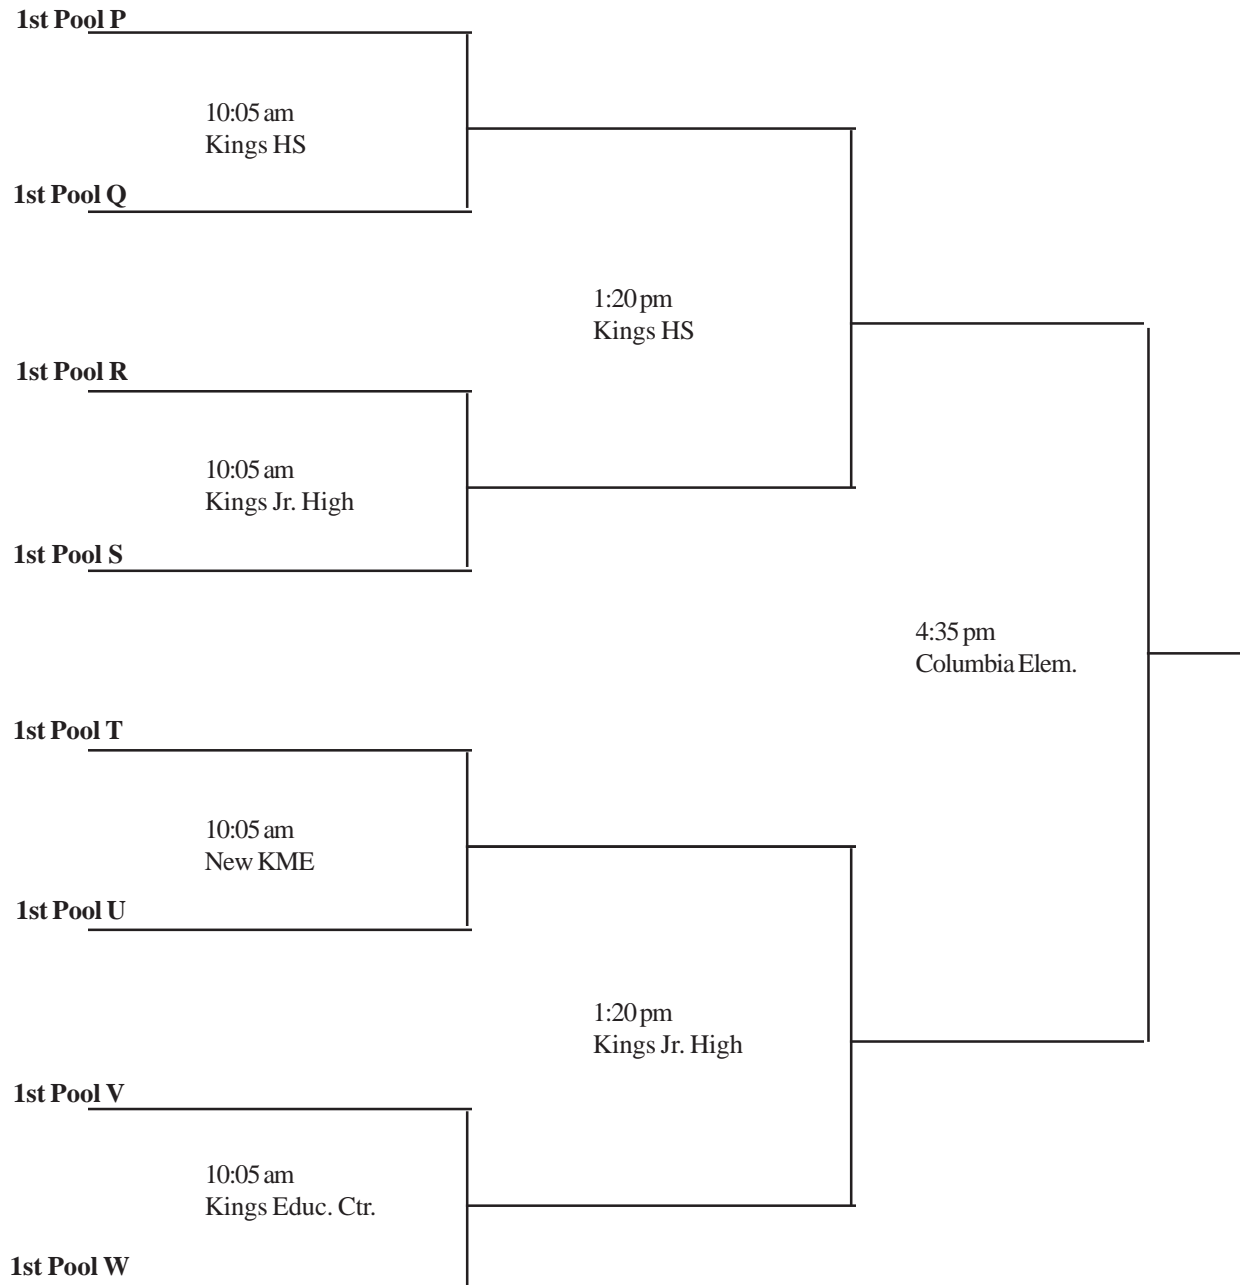 1st Pool P
10:05 am
Kings HS
1st Pool Q
1:20 pm
Kings HS
1st Pool R
10:05 am
Kings Jr. High
1st Pool S
4:35 pm
Columbia Elem.
1st Pool T
10:05 am
New KME
1st Pool U
1:20 pm
Kings Jr. High
1st Pool V
10:05 am
Kings Educ. Ctr.
1st Pool W